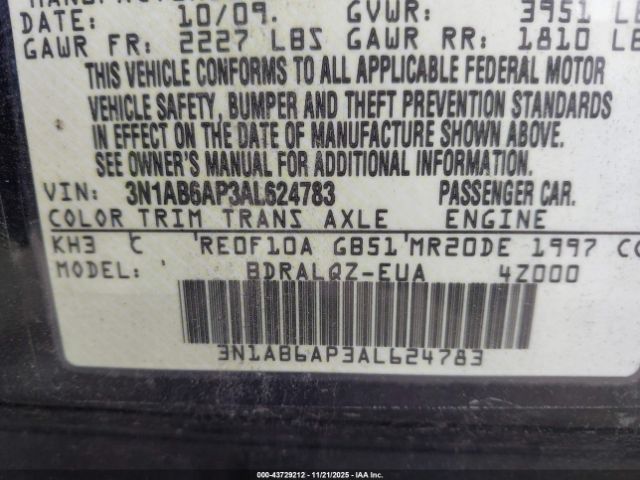 DATE: 10/09. GVWR: 3951
GAWR FR: 2227 LBS GAWR RR: 1810
THIS VEHICLE CONFORMS TO ALL APPLICABLE FEDERAL MOTOR
VEHICLE SAFETY, BUMPER AND THEFT PREVENTION STANDARDS
IN EFFECT ON THE DATE OF MANUFACTURE SHOWN ABOVE.
SEE OWNER'S MANUAL FOR ADDITIONAL INFORMATION.
VIN: 3N1AB6AP3AL624783 PASSENGER CAR.
COLOR TRIM TRANS AXLE ENGINE
KH3 C RE0F10A GB51 MR20DE 1997 CC
MODEL: BDRALQZ-EUA 4Z000
3N1AB6AP3AL624783
000-43729212 - 11/21/2025 - IAAI, Inc.